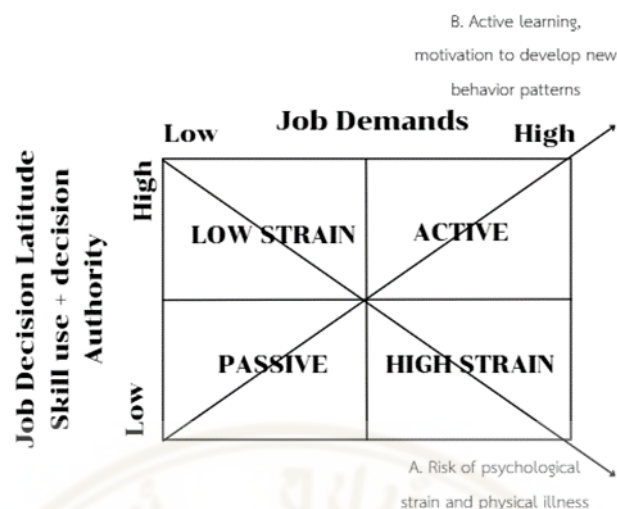 B. Active learning,
motivation to develop new
behavior patterns
Job Demands
Low
High
Job Decision Latitude
Skill use + decision
Authority
High
Low
LOW STRAIN
ACTIVE
PASSIVE
HIGH STRAIN
A. Risk of psychological
strain and physical illness